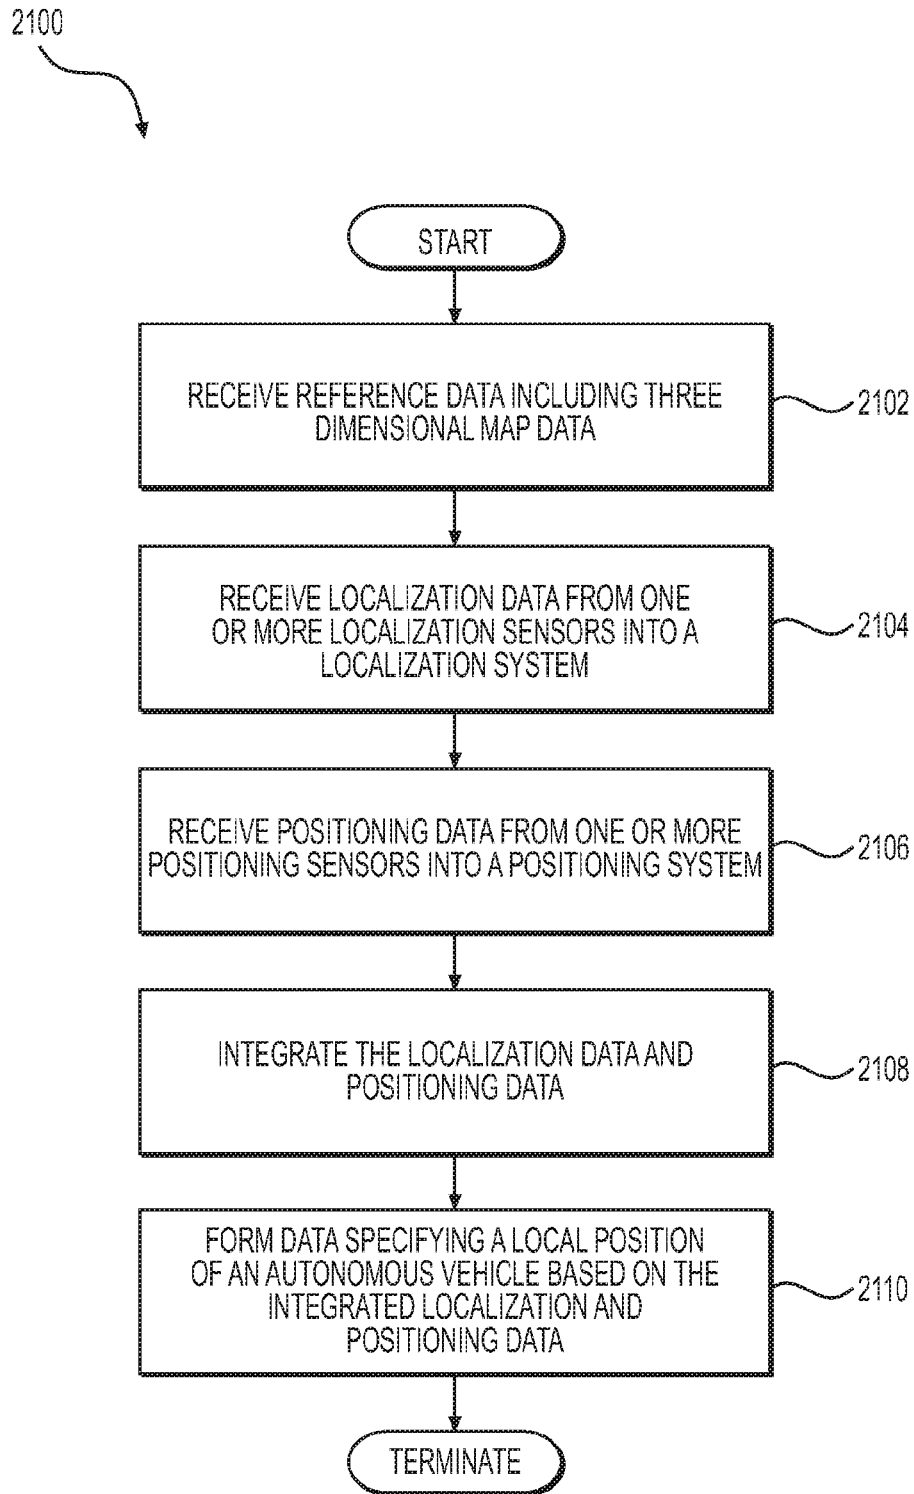 2100
START
RECEIVE REFERENCE DATA INCLUDING THREE
DIMENSIONAL MAP DATA
2102
RECEIVE LOCALIZATION DATA FROM ONE
OR MORE LOCALIZATION SENSORS INTO A
LOCALIZATION SYSTEM
2104
RECEIVE POSITIONING DATA FROM ONE OR MORE
POSITIONING SENSORS INTO A POSITIONING SYSTEM
2106
INTEGRATE THE LOCALIZATION DATA AND
POSITIONING DATA
2108
FORM DATA SPECIFYING A LOCAL POSITION
OF AN AUTONOMOUS VEHICLE BASED ON THE
INTEGRATED LOCALIZATION AND
POSITIONING DATA
2110
TERMINATE